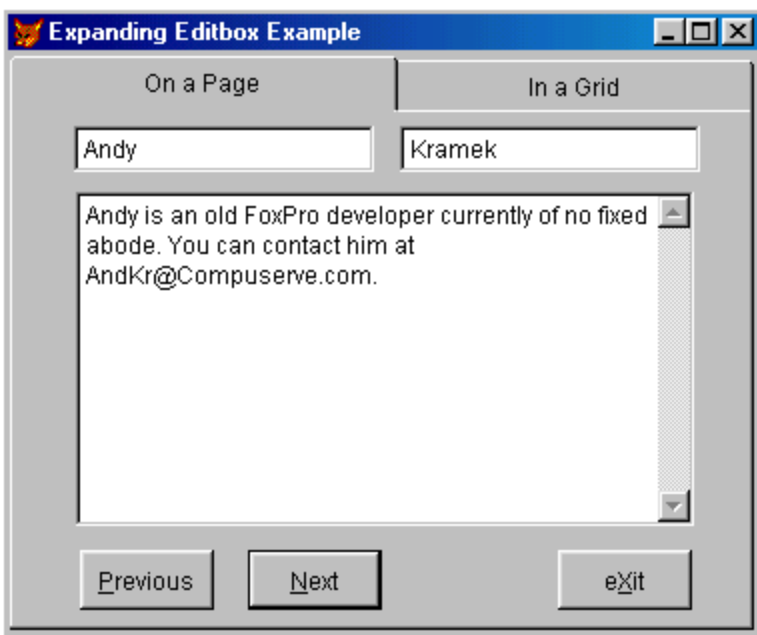 Expanding Editbox Example
On a Page
In a Grid
Andy
Kramek
Andy is an old FoxPro developer currently of no fixed
abode. You can contact him at
AndKr@Compuserve.com.
Previous
Next
eXit